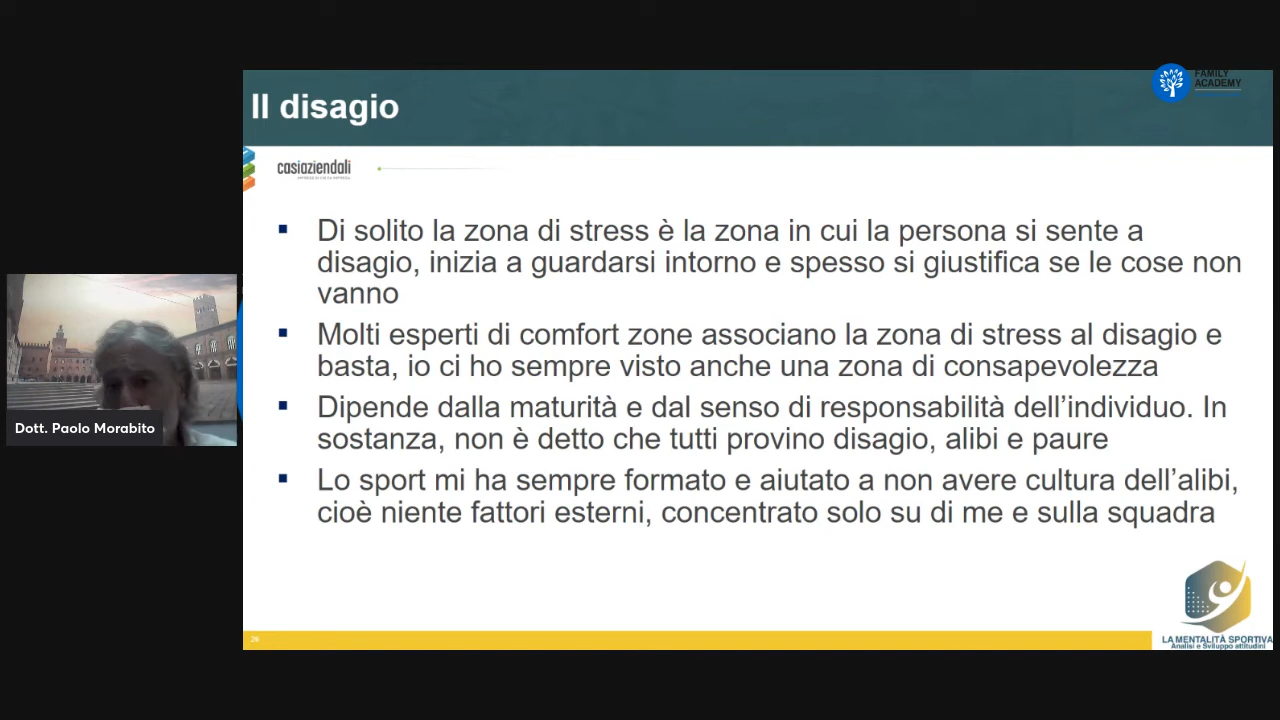 FAMILY
ACADEMY
Il disagio
casiaziendali
▪ Di solito la zona di stress è la zona in cui la persona si sente a
disagio, inizia a guardarsi intorno e spesso si giustifica se le cose non
vanno
▪ Molti esperti di comfort zone associano la zona di stress al disagio e
basta, io ci ho sempre visto anche una zona di consapevolezza
▪ Dipende dalla maturità e dal senso di responsabilità dell’individuo. In
sostanza, non è detto che tutti provino disagio, alibi e paure
▪ Lo sport mi ha sempre formato e aiutato a non avere cultura dell’alibi,
cioè niente fattori esterni, concentrato solo su di me e sulla squadra
Dott. Paolo Morabito
26
LA MENTALITÀ SPORTIVA
Analisi e Sviluppo attitudini